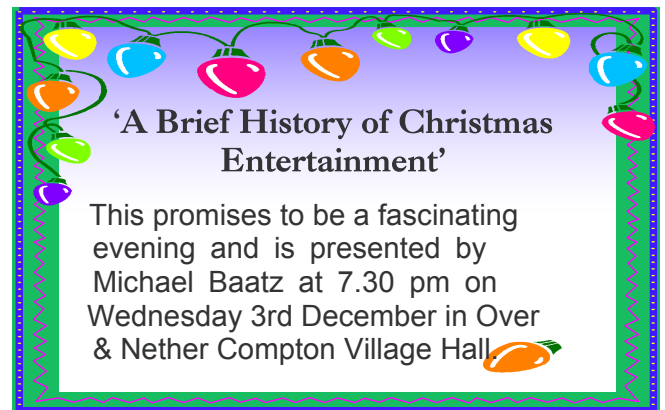 ‘A Brief History of Christmas
Entertainment’
This promises to be a fascinating
evening and is presented by
Michael Baatz at 7.30 pm on
Wednesday 3rd December in Over
& Nether Compton Village Hall.